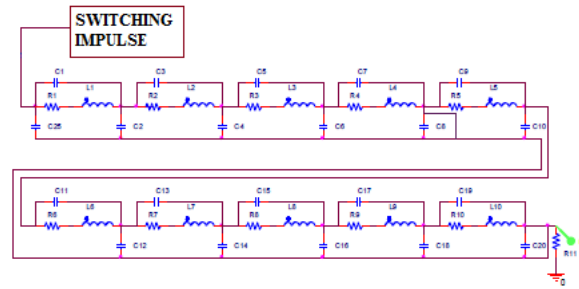 SWITCHING
IMPULSE
C1 C3 C5 C7 C9
R1 L1 R2 L2 R3 L3 R4 L4 R5 L5
C25 C2 C4 C6 C8 C10
C11 C13 C15 C17 C19
R6 L6 R7 L7 R8 L8 R9 L9 R10 L10
C12 C14 C16 C18 C20 R11
0